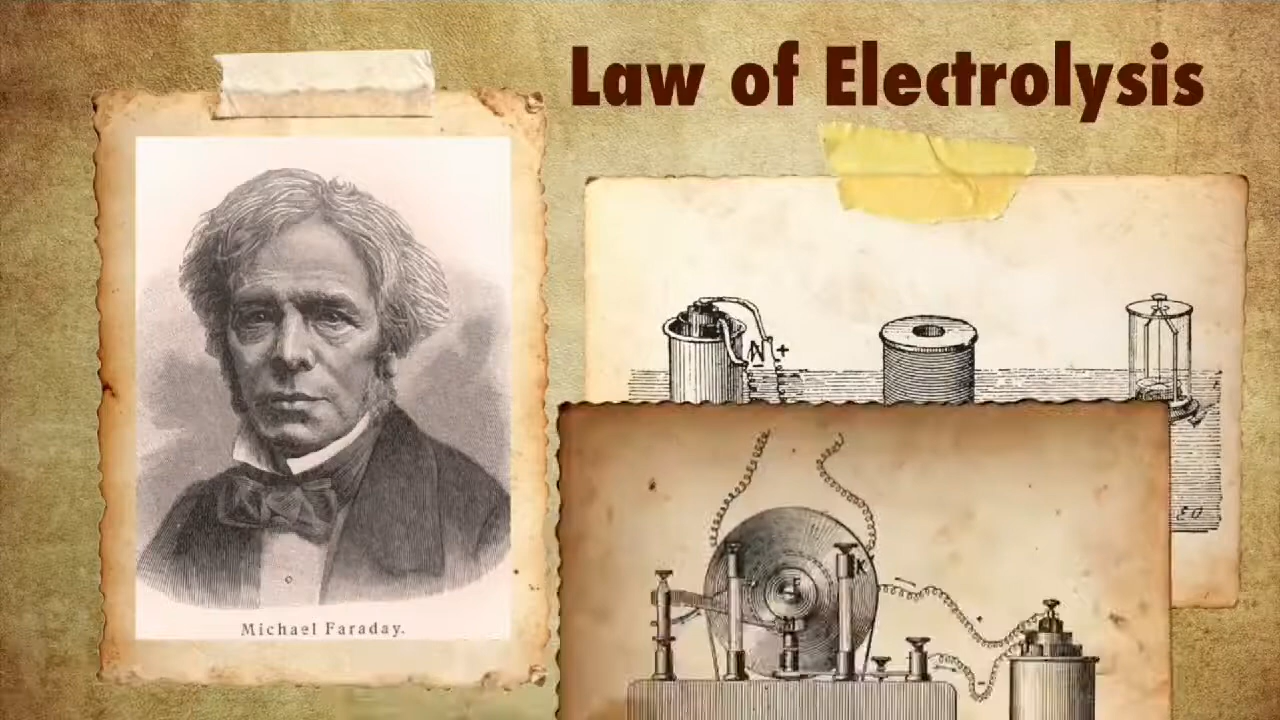 Law of Electrolysis
N +
E O
K
E
M
Michael Faraday.